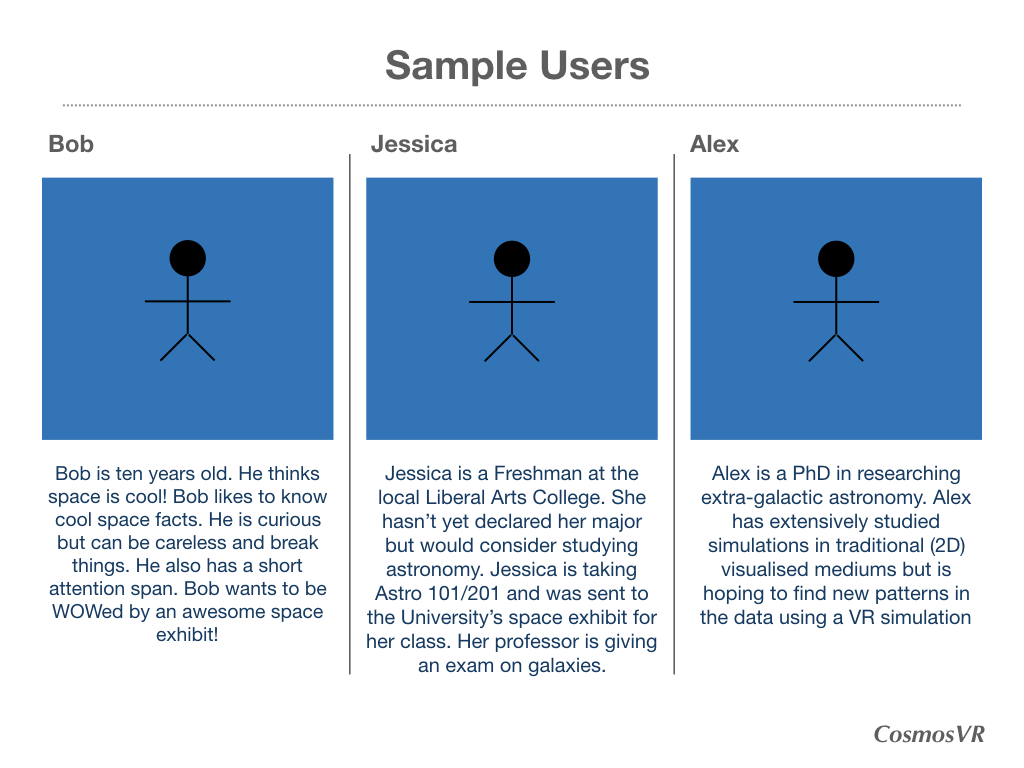 Sample Users
Bob
Bob is ten years old. He thinks
space is cool! Bob likes to know
cool space facts. He is curious
but can be careless and break
things. He also has a short
attention span. Bob wants to be
WOWed by an awesome space
exhibit!
Jessica
Jessica is a Freshman at the
local Liberal Arts College. She
hasn’t yet declared her major
but would consider studying
astronomy. Jessica is taking
Astro 101/201 and was sent to
the University’s space exhibit for
her class. Her professor is giving
an exam on galaxies.
Alex
Alex is a PhD in researching
extra-galactic astronomy. Alex
has extensively studied
simulations in traditional (2D)
visualised mediums but is
hoping to find new patterns in
the data using a VR simulation
CosmosVR